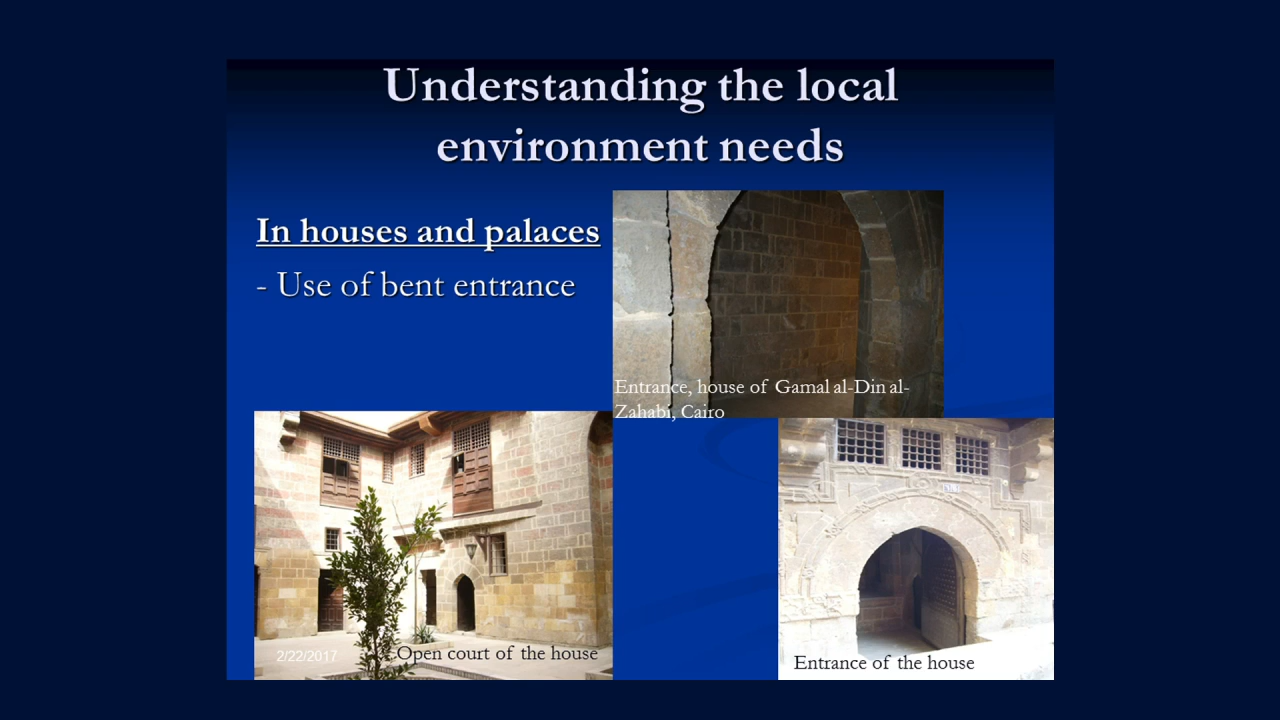 Understanding the local
environment needs
In houses and palaces
- Use of bent entrance
Entrance, house of Gamal al-Din al-
Zahabi, Cairo
2/22/2017
Open court of the house
Entrance of the house